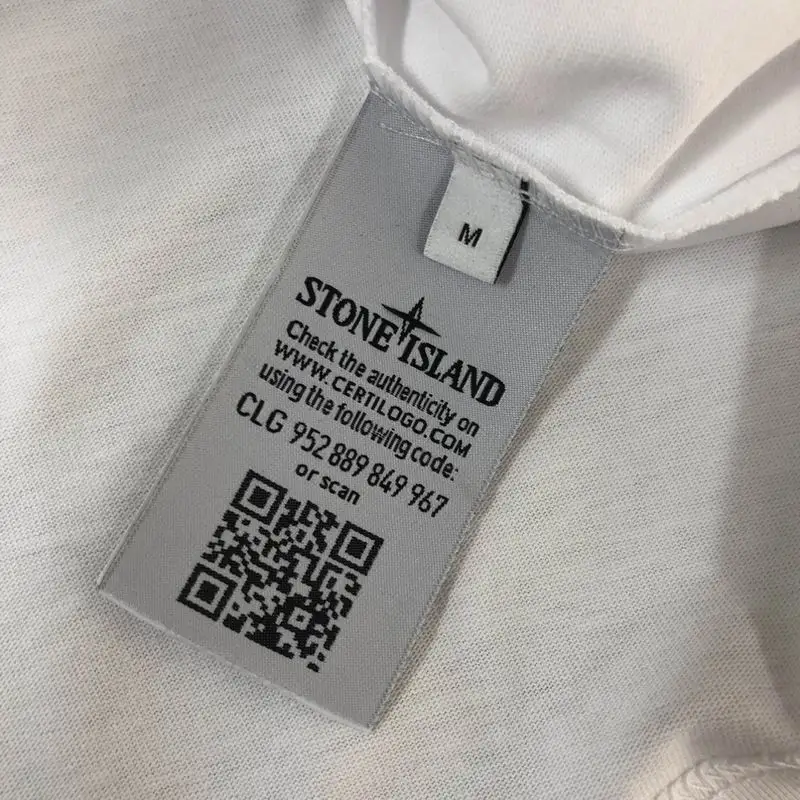 M
STONE ISLAND
Check the authenticity on
WWW.CERTILOGO.COM
using the following code:
CLG 952 889 849 967
or scan